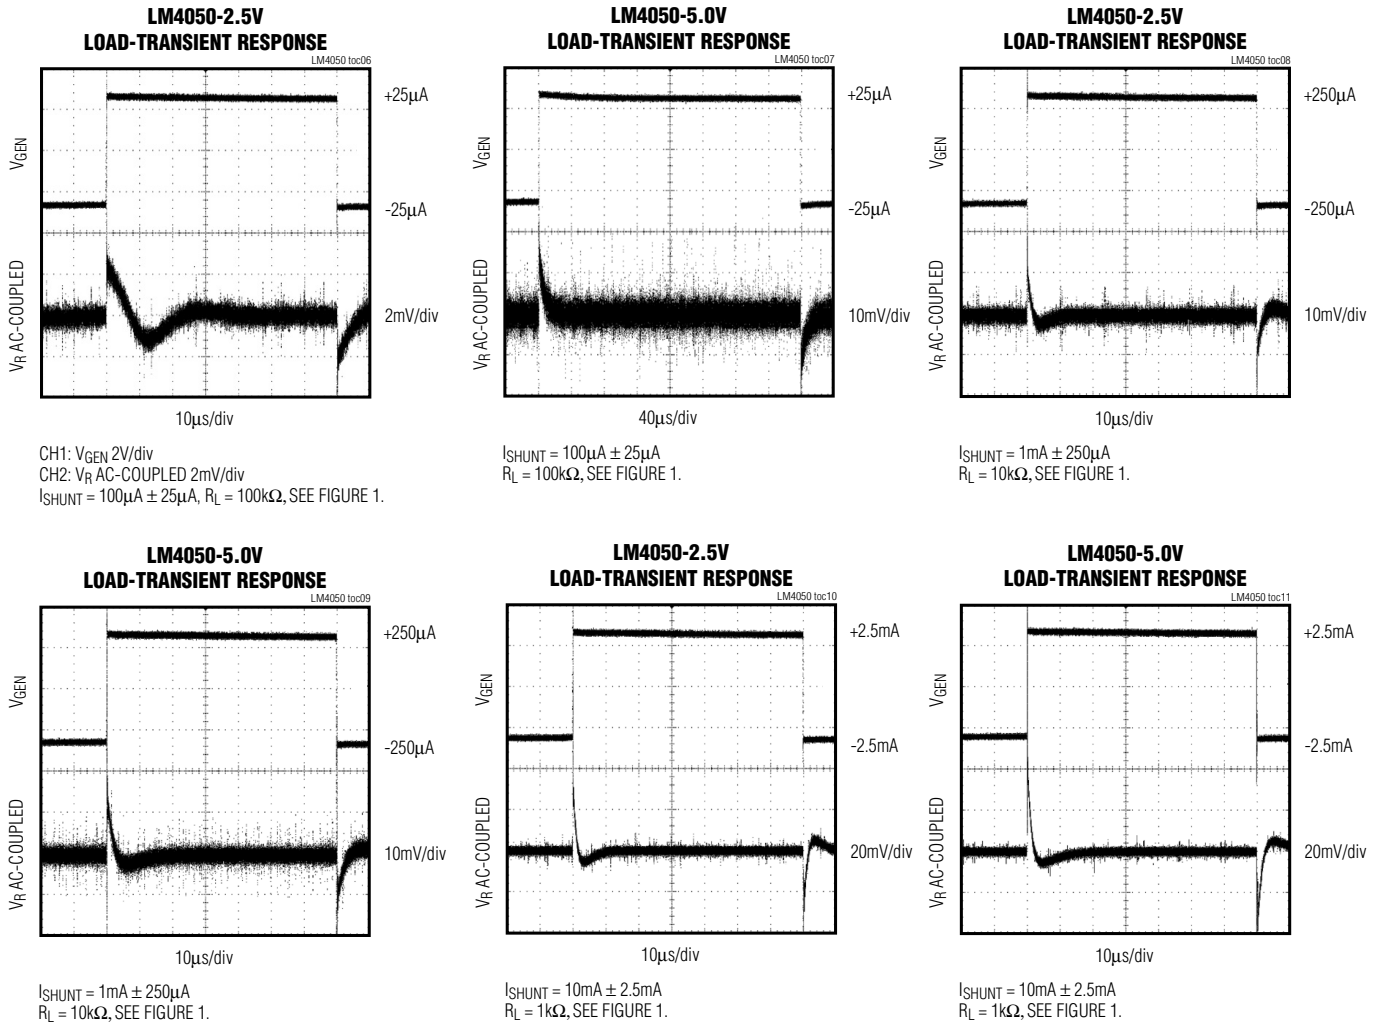 LM4050-2.5V
LOAD-TRANSIENT RESPONSE
LM4050 toc06
+25μA
VGEN
-25μA
VR AC-COUPLED
2mV/div
10μs/div
CH1: VGEN 2V/div
CH2: VR AC-COUPLED 2mV/div
ISHUNT = 100μA ± 25μA, RL = 100kΩ, SEE FIGURE 1.
LM4050-5.0V
LOAD-TRANSIENT RESPONSE
LM4050 toc07
+25μA
VGEN
-25μA
VR AC-COUPLED
10mV/div
40μs/div
ISHUNT = 100μA ± 25μA
RL = 100kΩ, SEE FIGURE 1.
LM4050-2.5V
LOAD-TRANSIENT RESPONSE
LM4050 toc08
+250μA
VGEN
-250μA
VR AC-COUPLED
10mV/div
10μs/div
ISHUNT = 1mA ± 250μA
RL = 10kΩ, SEE FIGURE 1.
LM4050-5.0V
LOAD-TRANSIENT RESPONSE
LM4050 toc09
+250μA
VGEN
-250μA
VR AC-COUPLED
10mV/div
10μs/div
ISHUNT = 1mA ± 250μA
RL = 10kΩ, SEE FIGURE 1.
LM4050-2.5V
LOAD-TRANSIENT RESPONSE
LM4050 toc10
+2.5mA
VGEN
-2.5mA
VR AC-COUPLED
20mV/div
10μs/div
ISHUNT = 10mA ± 2.5mA
RL = 1kΩ, SEE FIGURE 1.
LM4050-5.0V
LOAD-TRANSIENT RESPONSE
LM4050 toc11
+2.5mA
VGEN
-2.5mA
VR AC-COUPLED
20mV/div
10μs/div
ISHUNT = 10mA ± 2.5mA
RL = 1kΩ, SEE FIGURE 1.